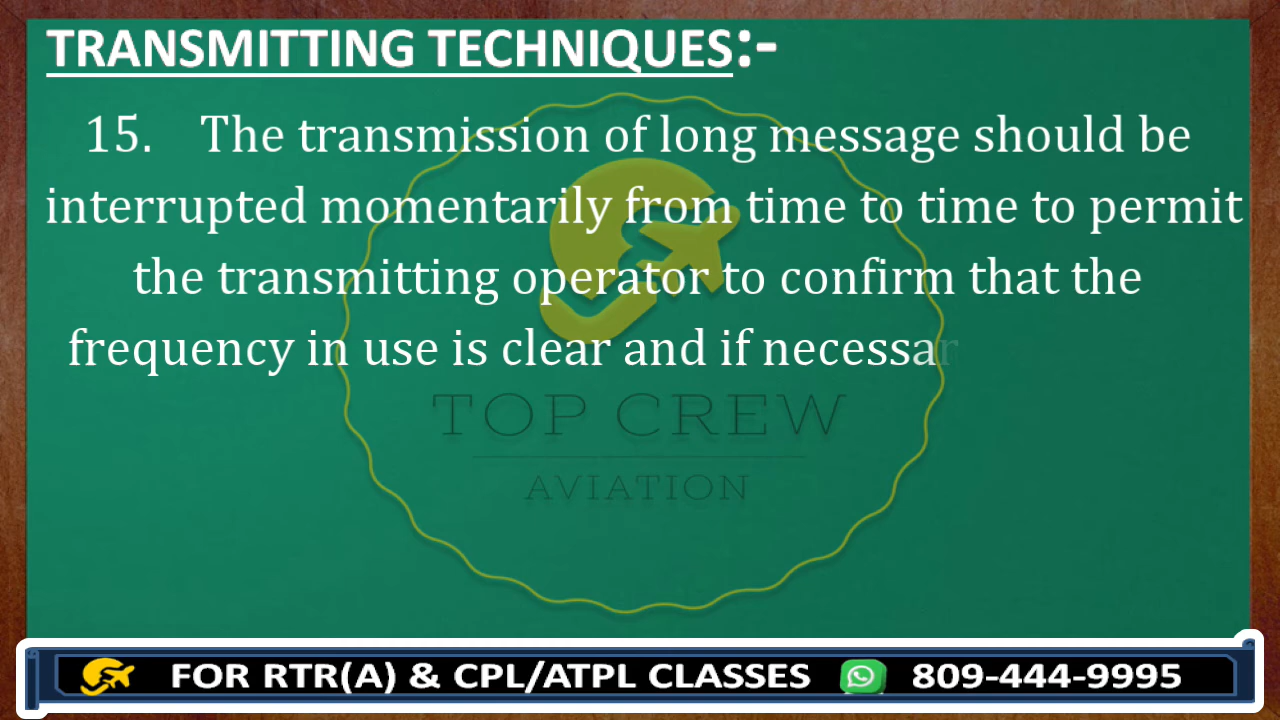 TRANSMITTING TECHNIQUES:-
15. The transmission of long message should be
interrupted momentarily from time to time to permit
the transmitting operator to confirm that the
frequency in use is clear and if necessar
TOP CREW
AVIATION
FOR RTR(A) & CPL/ATPL CLASSES 809-444-9995